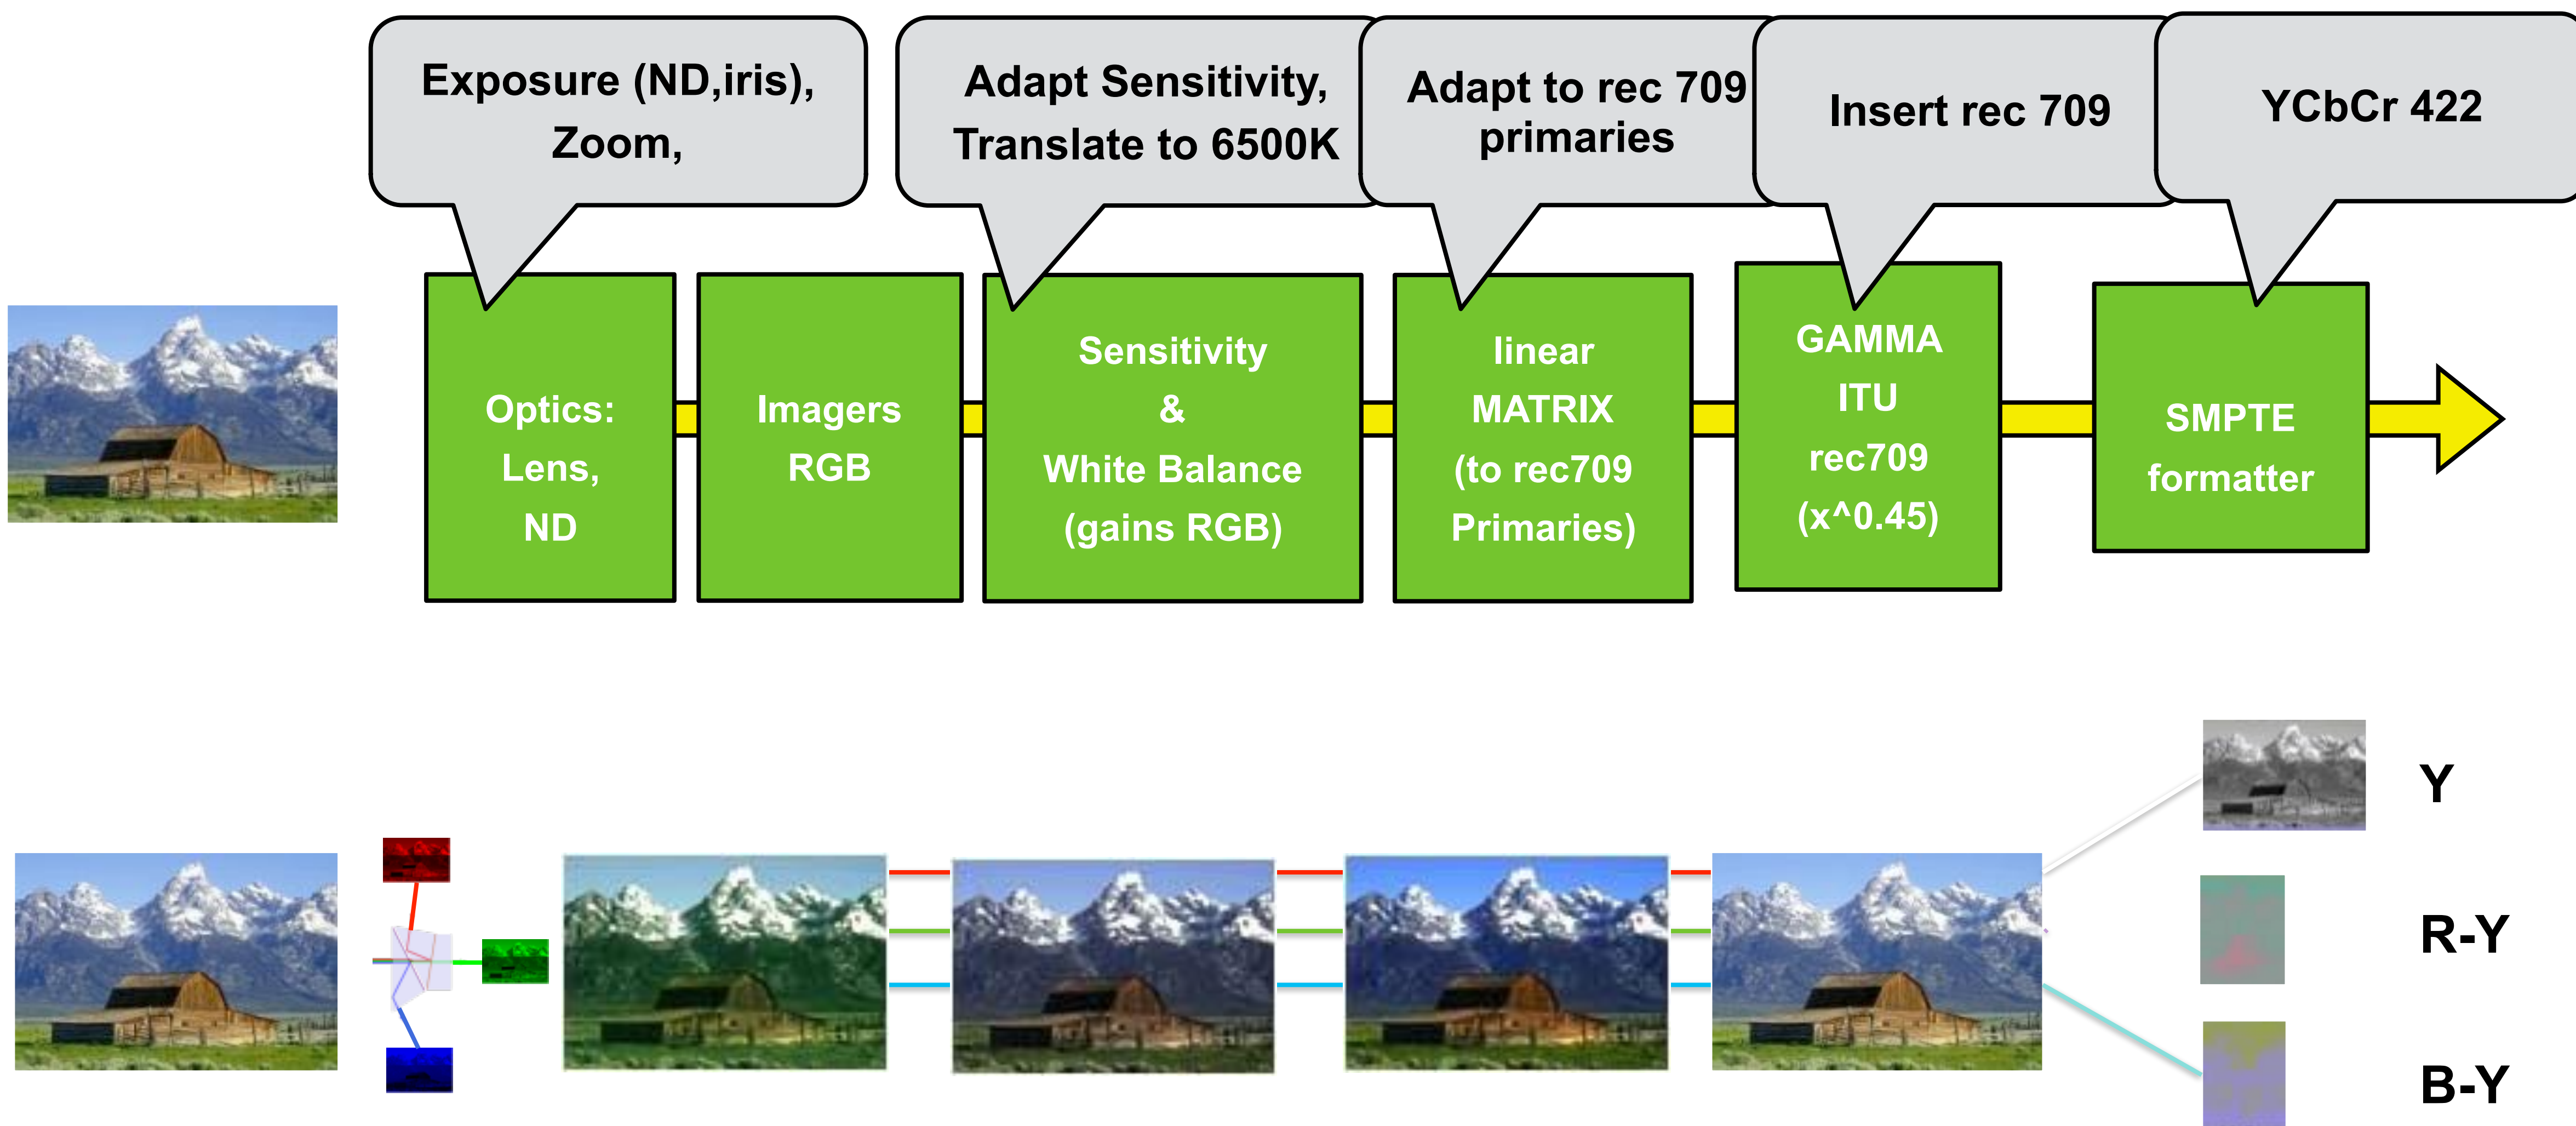 Exposure (ND,iris),
Zoom,
Adapt Sensitivity,
Translate to 6500K
Adapt to rec 709
primaries
Insert rec 709
YCbCr 422
Optics:
Lens,
ND
Imagers
RGB
Sensitivity
&
White Balance
(gains RGB)
linear
MATRIX
(to rec709
Primaries)
GAMMA
ITU
rec709
(x^0.45)
SMPTE
formatter
Y
R-Y
B-Y